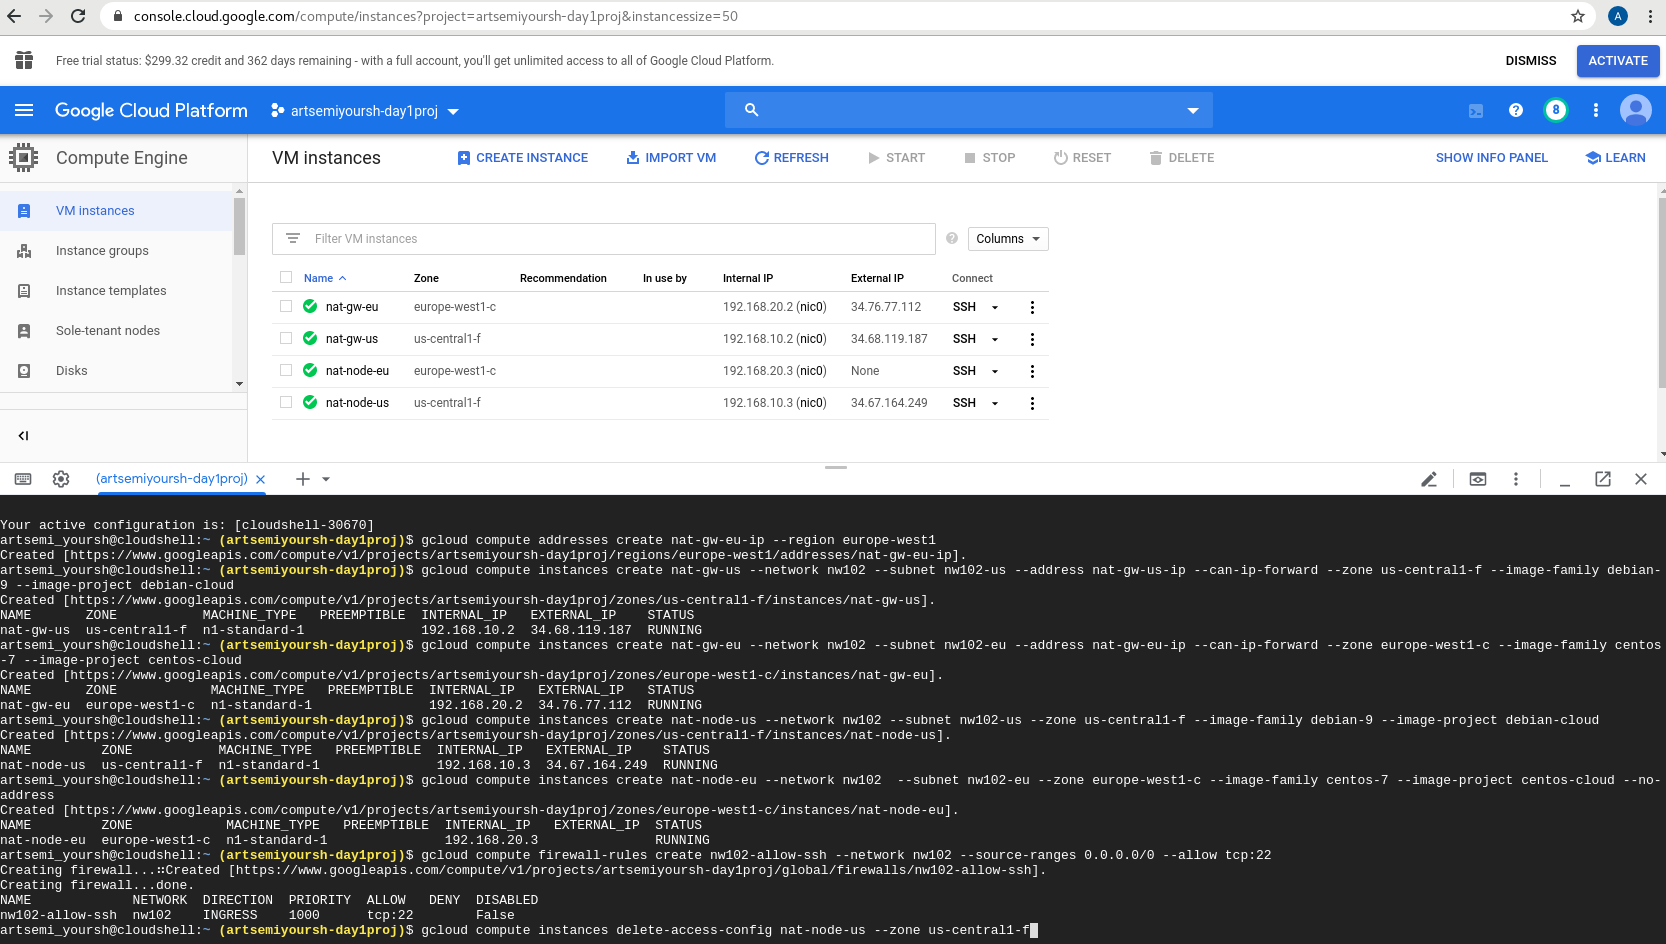 console.cloud.google.com/compute/instances?project=artsemiyoursh-day1proj&instancessize=50
A
Free trial status: $299.32 credit and 362 days remaining - with a full account, you'll get unlimited access to all of Google Cloud Platform.
DISMISS
ACTIVATE
Google Cloud Platform
artsemiyoursh-day1proj
8
Compute Engine
VM instances
CREATE INSTANCE
IMPORT VM
REFRESH
START
STOP
RESET
DELETE
SHOW INFO PANEL
LEARN
VM instances
Instance groups
Instance templates
Sole-tenant nodes
Disks
Filter VM instances
Columns
Name Zone Recommendation In use by Internal IP External IP Connect
nat-gw-eu europe-west1-c 192.168.20.2 (nic0) 34.76.77.112 SSH
nat-gw-us us-central1-f 192.168.10.2 (nic0) 34.68.119.187 SSH
nat-node-eu europe-west1-c 192.168.20.3 (nic0) None SSH
nat-node-us us-central1-f 192.168.10.3 (nic0) 34.67.164.249 SSH
(artsemiyoursh-day1proj)
Your active configuration is: [cloudshell-30670]
artsemi_yoursh@cloudshell:~ (artsemiyoursh-day1proj)$ gcloud compute addresses create nat-gw-eu-ip --region europe-west1
Created [https://www.googleapis.com/compute/v1/projects/artsemiyoursh-day1proj/regions/europe-west1/addresses/nat-gw-eu-ip].
artsemi_yoursh@cloudshell:~ (artsemiyoursh-day1proj)$ gcloud compute instances create nat-gw-us --network nw102 --subnet nw102-us --address nat-gw-us-ip --can-ip-forward --zone us-central1-f --image-family debian-
9 --image-project debian-cloud
Created [https://www.googleapis.com/compute/v1/projects/artsemiyoursh-day1proj/zones/us-central1-f/instances/nat-gw-us].
NAME ZONE MACHINE_TYPE PREEMPTIBLE INTERNAL_IP EXTERNAL_IP STATUS
nat-gw-us us-central1-f n1-standard-1 192.168.10.2 34.68.119.187 RUNNING
artsemi_yoursh@cloudshell:~ (artsemiyoursh-day1proj)$ gcloud compute instances create nat-gw-eu --network nw102 --subnet nw102-eu --address nat-gw-eu-ip --can-ip-forward --zone europe-west1-c --image-family centos
-7 --image-project centos-cloud
Created [https://www.googleapis.com/compute/v1/projects/artsemiyoursh-day1proj/zones/europe-west1-c/instances/nat-gw-eu].
NAME ZONE MACHINE_TYPE PREEMPTIBLE INTERNAL_IP EXTERNAL_IP STATUS
nat-gw-eu europe-west1-c n1-standard-1 192.168.20.2 34.76.77.112 RUNNING
artsemi_yoursh@cloudshell:~ (artsemiyoursh-day1proj)$ gcloud compute instances create nat-node-us --network nw102 --subnet nw102-us --zone us-central1-f --image-family debian-9 --image-project debian-cloud
Created [https://www.googleapis.com/compute/v1/projects/artsemiyoursh-day1proj/zones/us-central1-f/instances/nat-node-us].
NAME ZONE MACHINE_TYPE PREEMPTIBLE INTERNAL_IP EXTERNAL_IP STATUS
nat-node-us us-central1-f n1-standard-1 192.168.10.3 34.67.164.249 RUNNING
artsemi_yoursh@cloudshell:~ (artsemiyoursh-day1proj)$ gcloud compute instances create nat-node-eu --network nw102 --subnet nw102-eu --zone europe-west1-c --image-family centos-7 --image-project centos-cloud --no-
address
Created [https://www.googleapis.com/compute/v1/projects/artsemiyoursh-day1proj/zones/europe-west1-c/instances/nat-node-eu].
NAME ZONE MACHINE_TYPE PREEMPTIBLE INTERNAL_IP EXTERNAL_IP STATUS
nat-node-eu europe-west1-c n1-standard-1 192.168.20.3 RUNNING
artsemi_yoursh@cloudshell:~ (artsemiyoursh-day1proj)$ gcloud compute firewall-rules create nw102-allow-ssh --network nw102 --source-ranges 0.0.0.0/0 --allow tcp:22
Creating firewall...⠶Created [https://www.googleapis.com/compute/v1/projects/artsemiyoursh-day1proj/global/firewalls/nw102-allow-ssh].
Creating firewall...done.
NAME NETWORK DIRECTION PRIORITY ALLOW DENY DISABLED
nw102-allow-ssh nw102 INGRESS 1000 tcp:22 False
artsemi_yoursh@cloudshell:~ (artsemiyoursh-day1proj)$ gcloud compute instances delete-access-config nat-node-us --zone us-central1-f